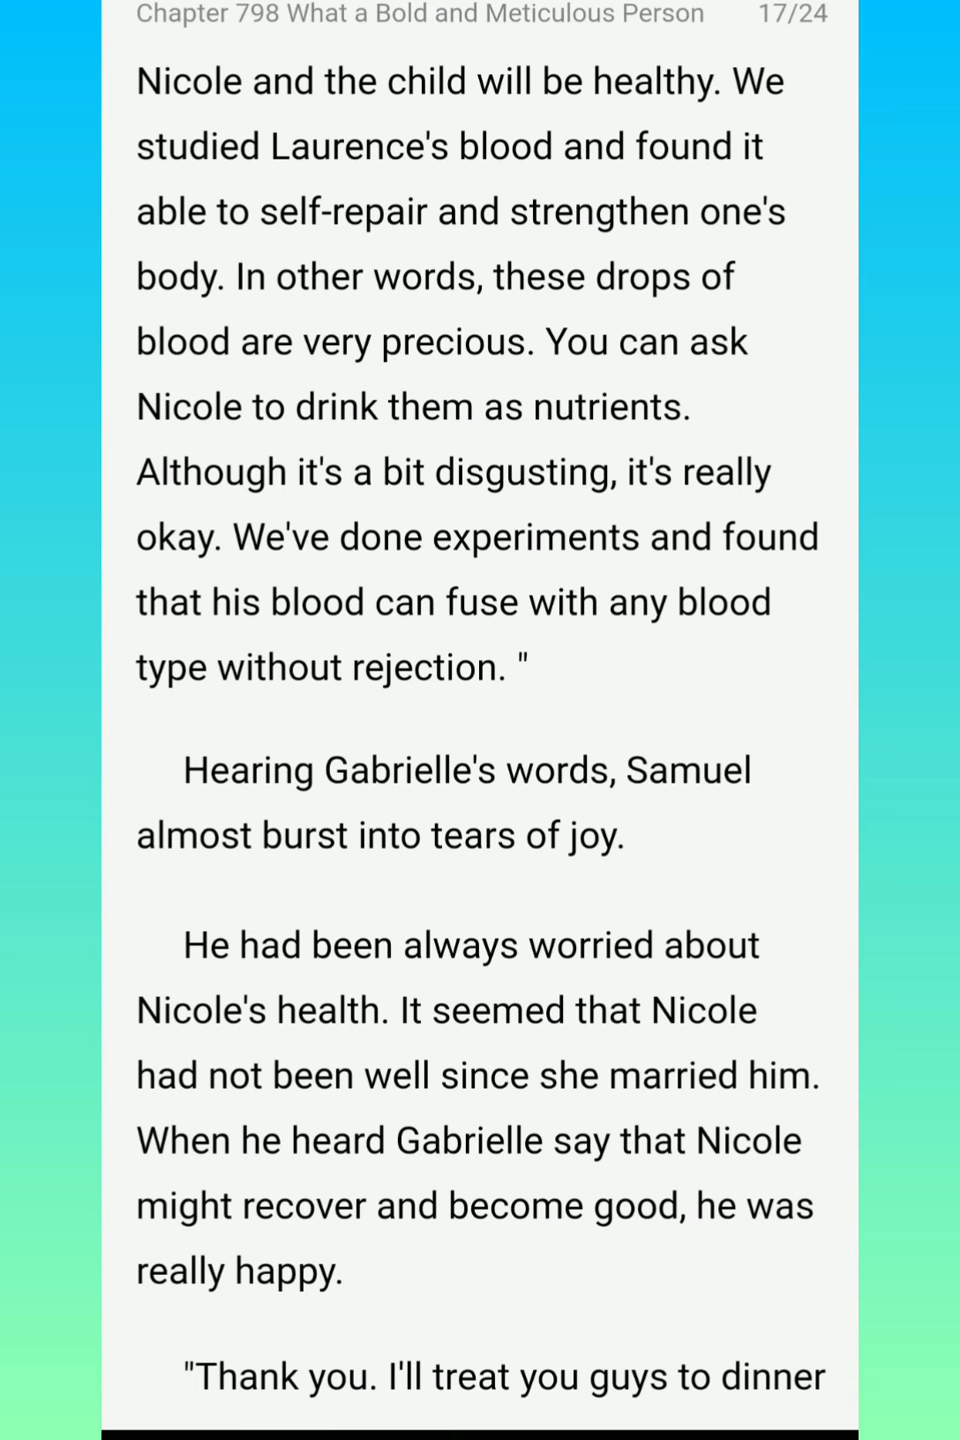 Chapter 798 What a Bold and Meticulous Person 17/24
Nicole and the child will be healthy. We
studied Laurence's blood and found it
able to self-repair and strengthen one's
body. In other words, these drops of
blood are very precious. You can ask
Nicole to drink them as nutrients.
Although it's a bit disgusting, it's really
okay. We've done experiments and found
that his blood can fuse with any blood
type without rejection. "
Hearing Gabrielle's words, Samuel
almost burst into tears of joy.
He had been always worried about
Nicole's health. It seemed that Nicole
had not been well since she married him.
When he heard Gabrielle say that Nicole
might recover and become good, he was
really happy.
"Thank you. I'll treat you guys to dinner